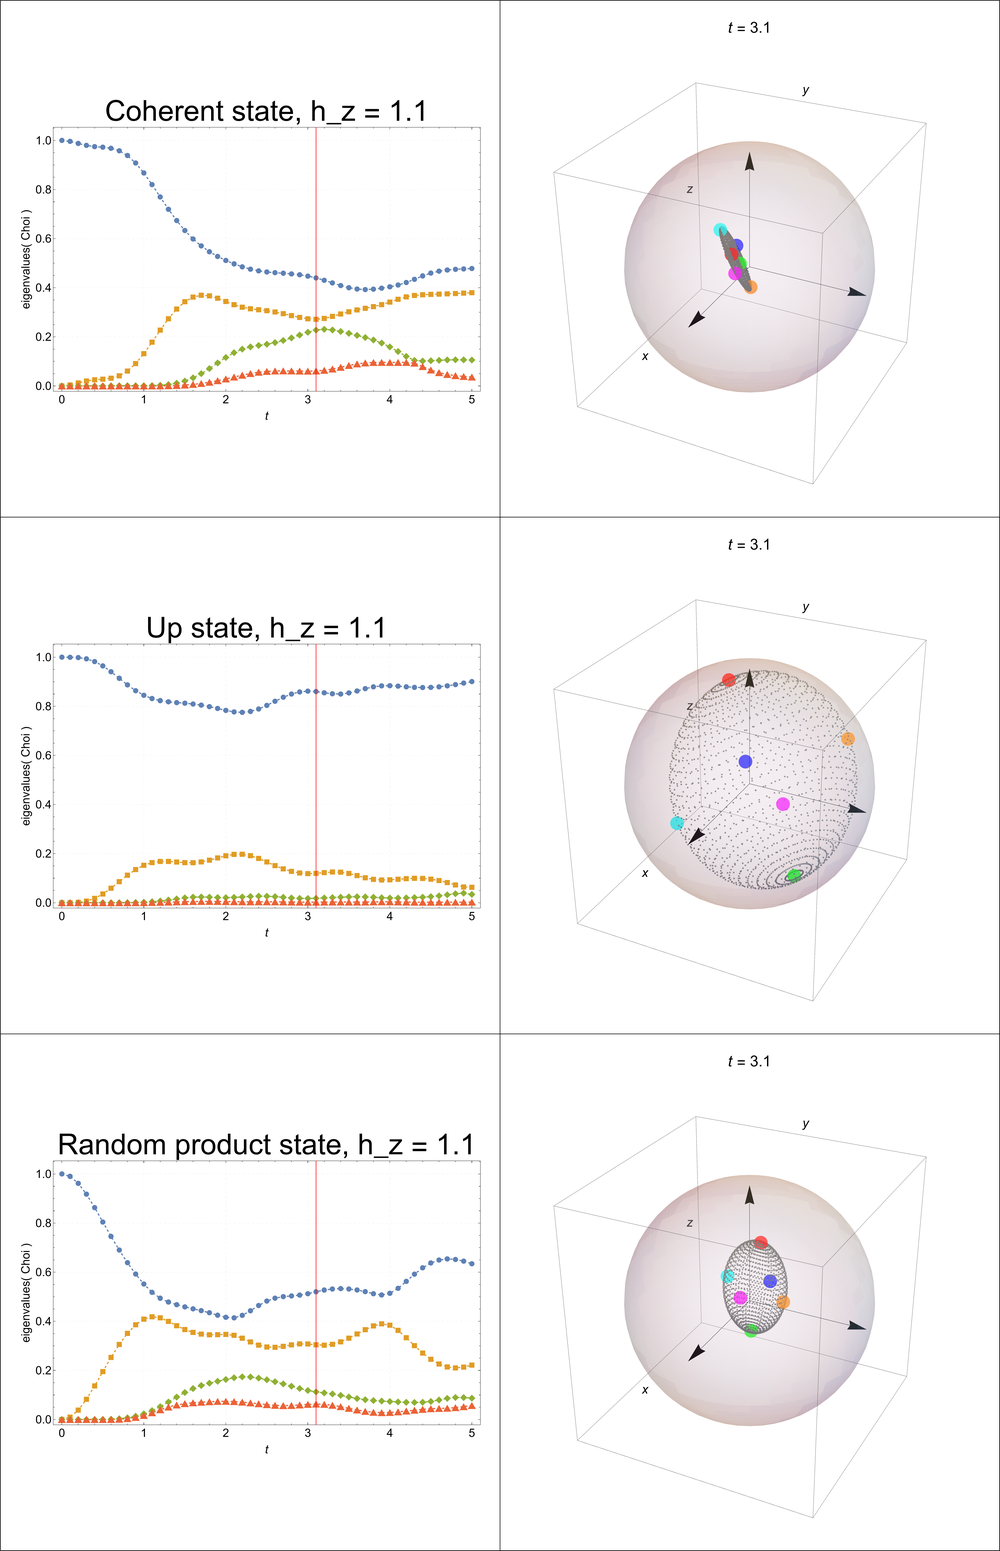 Coherent state, h_z = 1.1
eigenvalues( Choi )
1.0
0.8
0.6
0.4
0.2
0.0
0 1 2 3 4 5
t
t = 3.1
y
z
x
Up state, h_z = 1.1
eigenvalues( Choi )
1.0
0.8
0.6
0.4
0.2
0.0
0 1 2 3 4 5
t
t = 3.1
y
z
x
Random product state, h_z = 1.1
eigenvalues( Choi )
1.0
0.8
0.6
0.4
0.2
0.0
0 1 2 3 4 5
t
t = 3.1
y
z
x